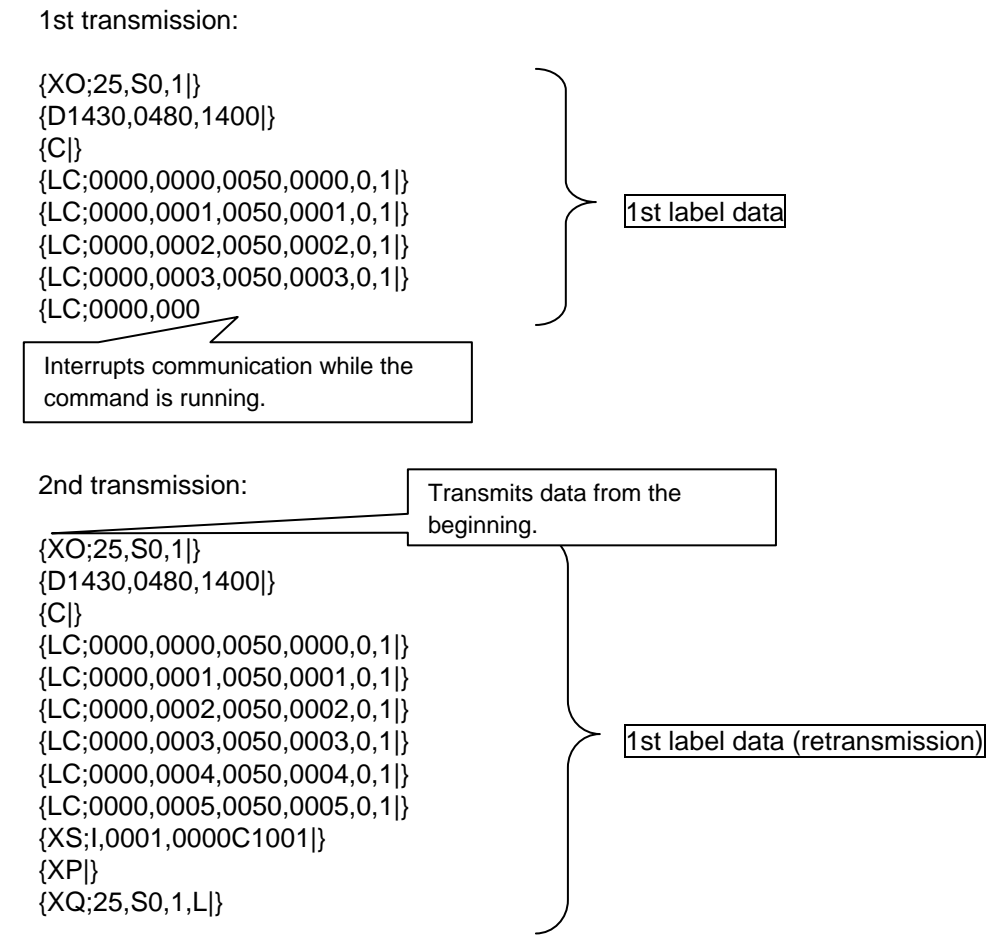 1st transmission:
{XO;25,S0,1|}
{D1430,0480,1400|}
{C|}
{LC;0000,0000,0050,0000,0,1|}
{LC;0000,0001,0050,0001,0,1|}
{LC;0000,0002,0050,0002,0,1|}
{LC;0000,0003,0050,0003,0,1|}
{LC;0000,000
1st label data
Interrupts communication while the
command is running.
2nd transmission:
Transmits data from the
beginning.
{XO;25,S0,1|}
{D1430,0480,1400|}
{C|}
{LC;0000,0000,0050,0000,0,1|}
{LC;0000,0001,0050,0001,0,1|}
{LC;0000,0002,0050,0002,0,1|}
{LC;0000,0003,0050,0003,0,1|}
{LC;0000,0004,0050,0004,0,1|}
{LC;0000,0005,0050,0005,0,1|}
{XS;I,0001,0000C1001|}
{XP|}
{XQ;25,S0,1,L|}
1st label data (retransmission)